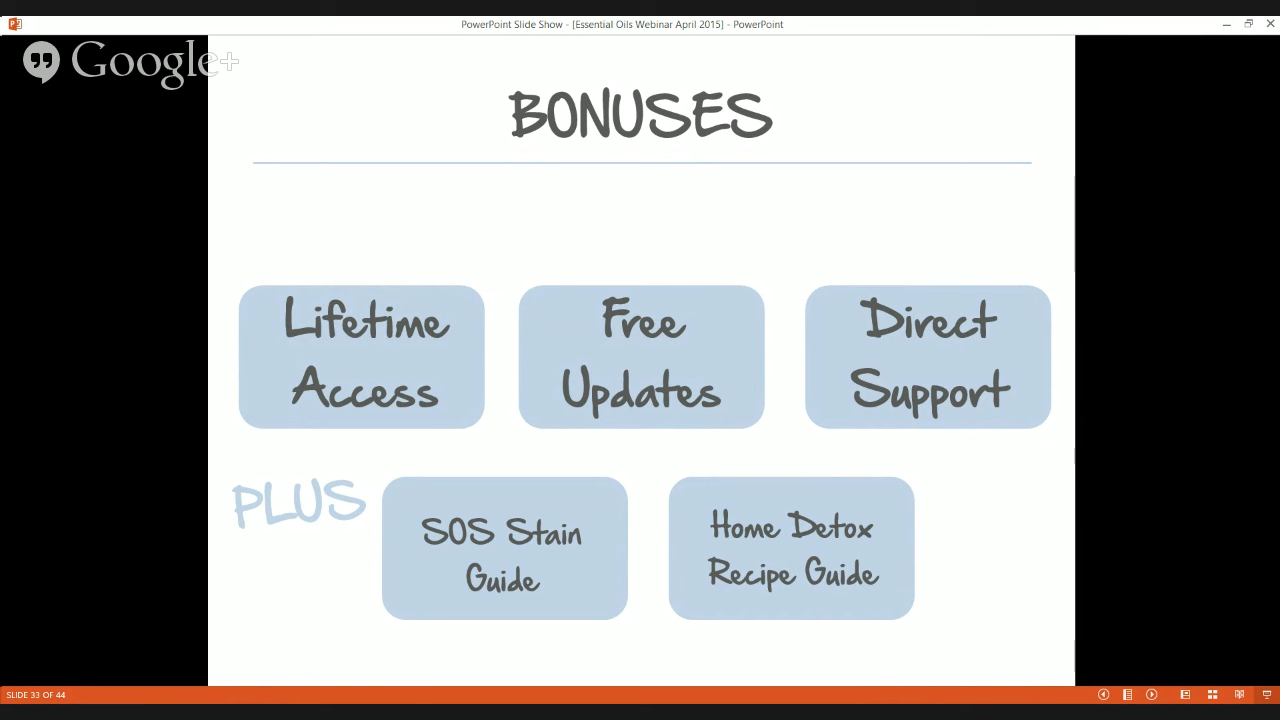 PowerPoint Slide Show - [Essential Oils Webinar April 2015] - PowerPoint
Google+
BONUSES
Lifetime
Access
Free
Updates
Direct
Support
PLUS
SOS Stain
Guide
Home Detox
Recipe Guide
SLIDE 33 OF 44